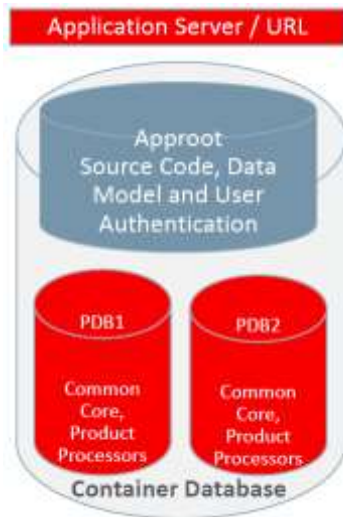 Application Server / URL
Approot
Source Code, Data
Model and User
Authentication
PDB1
Common
Core,
Product
Processors
PDB2
Common
Core,
Product
Processors
Container Database